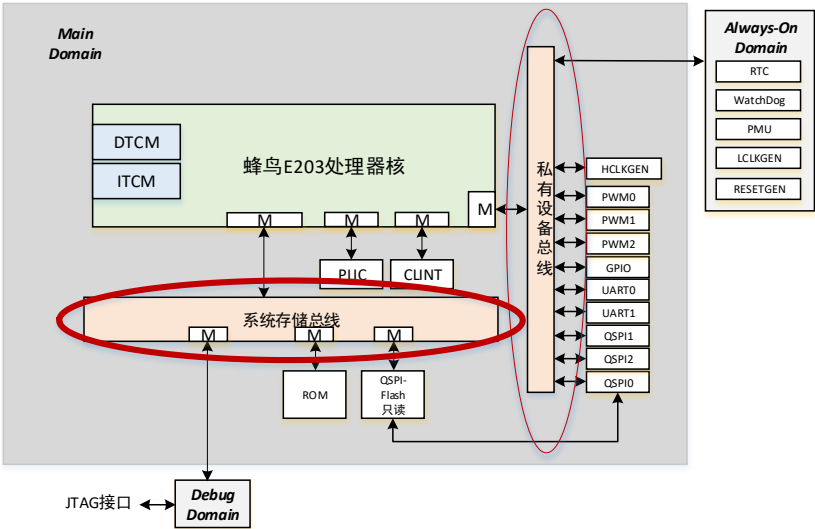 Main
Domain
Always-On
Domain
RTC
WatchDog
PMU
LCLKGEN
RESETGEN
DTCM
ITCM
蜂鸟E203处理器核
M
M
M
M
PLIC
CLINT
私有设备总线
HCLKGEN
PWM0
PWM1
PWM2
GPIO
UART0
UART1
QSPI1
QSPI2
QSPI0
系统存储总线
M
M
M
ROM
QSPI-
Flash
只读
JTAG接口
Debug
Domain